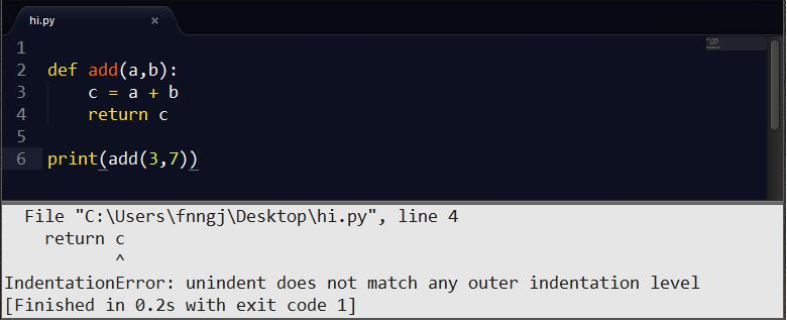 hi.py ×
1
2 def add(a,b):
3     c = a + b
4     return c
5
6 print(add(3,7))
  File "C:\Users\fnngj\Desktop\hi.py", line 4
    return c
           ^
IndentationError: unindent does not match any outer indentation level
[Finished in 0.2s with exit code 1]